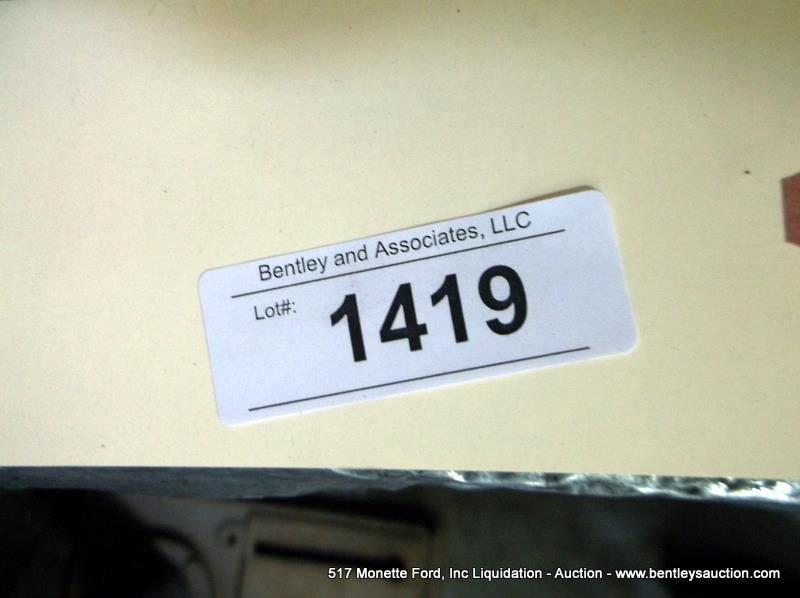 Bentley and Associates, LLC
Lot#: 1419
517 Monette Ford, Inc Liquidation - Auction - www.bentleysauction.com